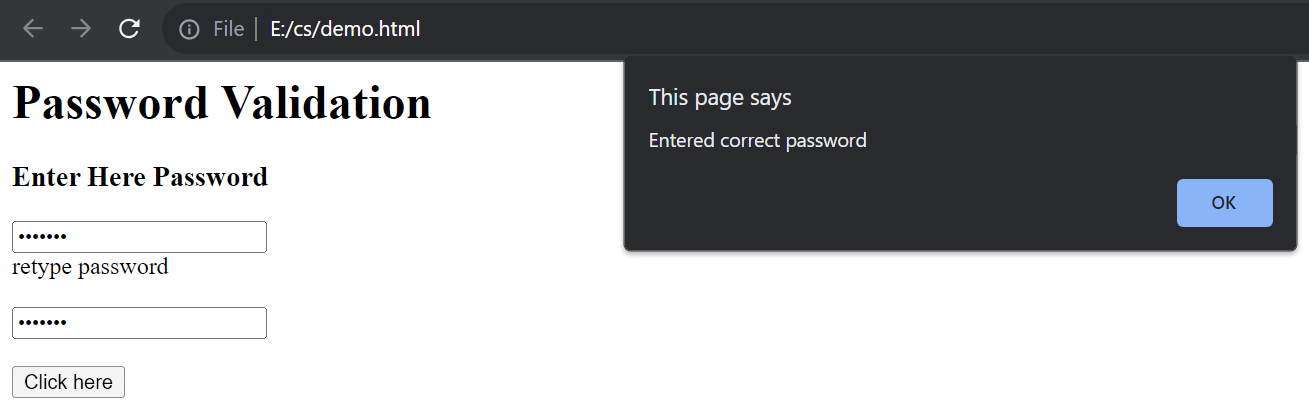 File | E:/cs/demo.html
This page says
Entered correct password
OK
Password Validation
Enter Here Password
•••••••
retype password
•••••••
Click here